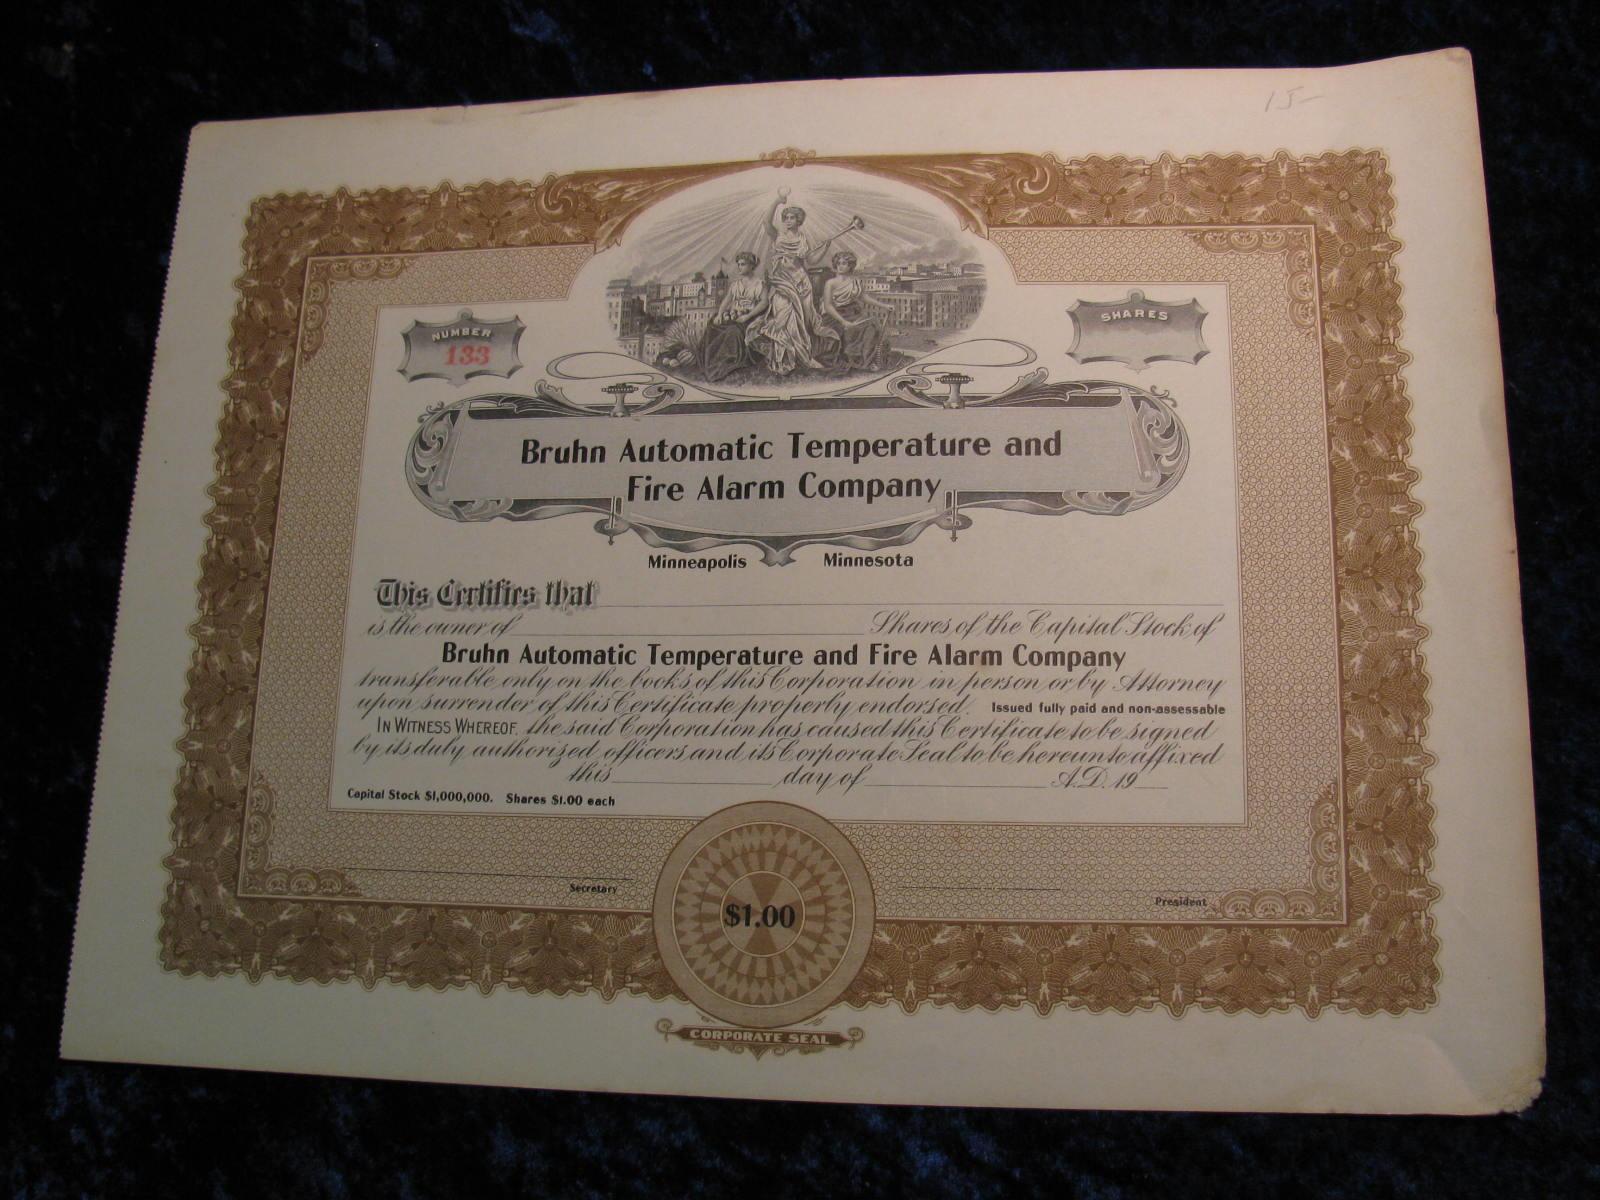 15-
NUMBER
133
SHARES
Bruhn Automatic Temperature and
Fire Alarm Company
Minneapolis Minnesota
This Certifies that
is the owner of Shares of the Capital Stock of
Bruhn Automatic Temperature and Fire Alarm Company
transferable only on the books of this Corporation in person or by Attorney
upon surrender of this Certificate properly endorsed. Issued fully paid and non-assessable
IN WITNESS WHEREOF, the said Corporation has caused this Certificate to be signed
by its duly authorized officers and its Corporate Seal to be hereunto affixed
this day of A.D. 19
Capital Stock $1,000,000. Shares $1.00 each
Secretary
President
$1.00
CORPORATE SEAL